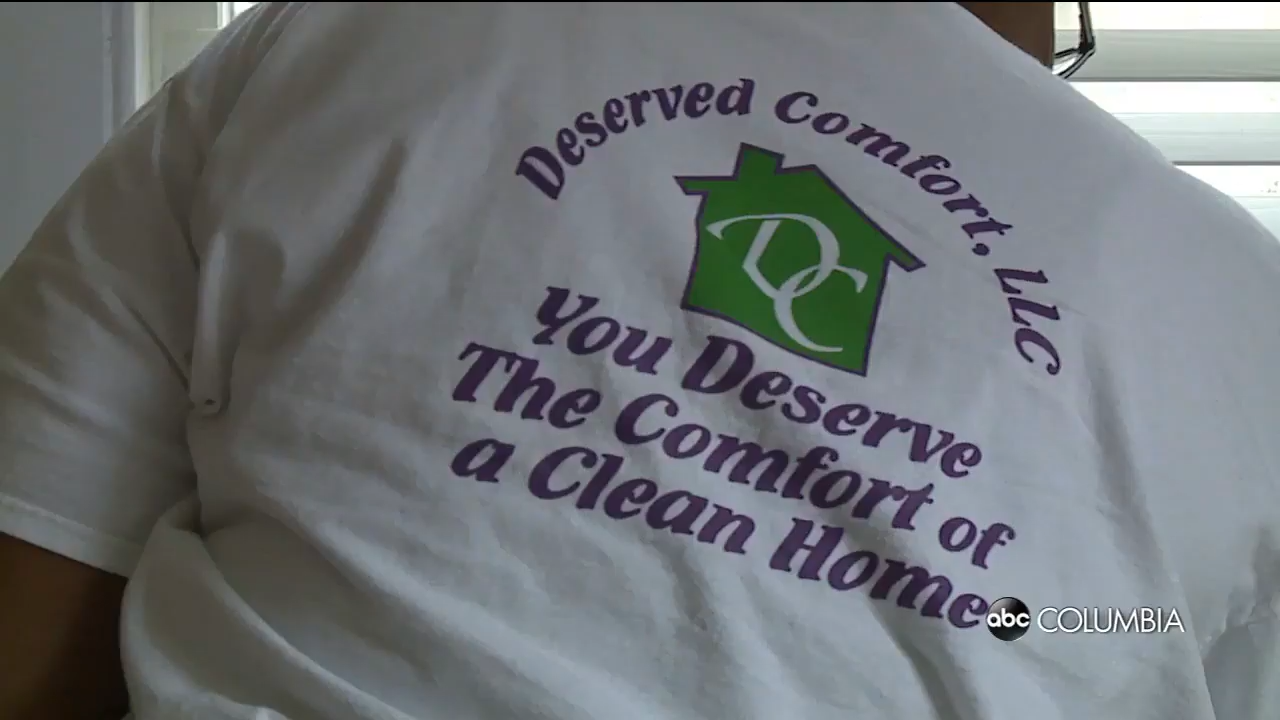 Deserved Comfort, LLC
DC
You Deserve
The Comfort of
a Clean Home
abc COLUMBIA